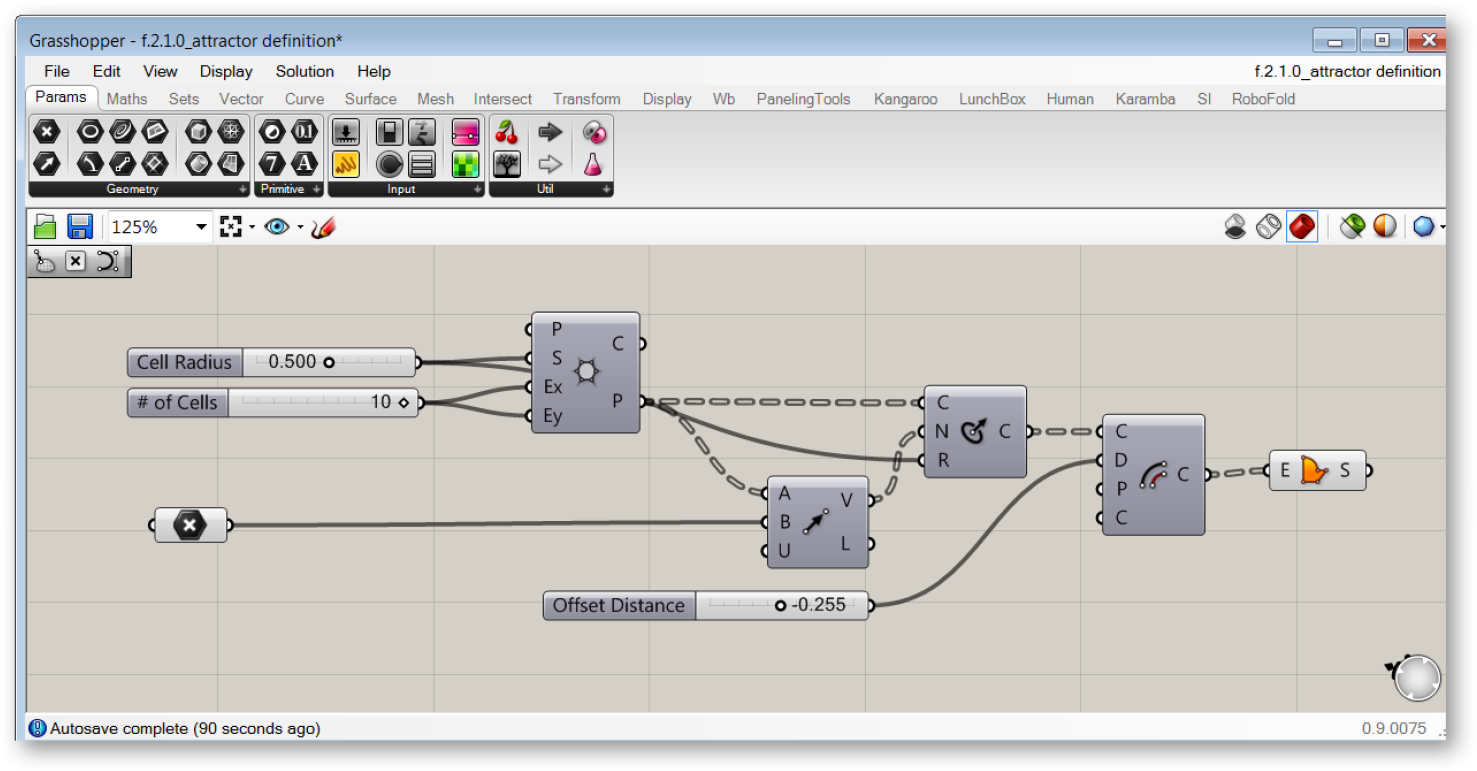 Grasshopper - f.2.1.0_attractor definition*
File Edit View Display Solution Help f.2.1.0_attractor definition
Params Maths Sets Vector Curve Surface Mesh Intersect Transform Display Wb PanelingTools Kangaroo LunchBox Human Karamba SI RoboFold
0.1
7 A
Geometry Primitive Input Util
125%
P
C
S
Ex
P
Ey
Cell Radius 0.500
# of Cells 10
C
N C
R
C
D
P C
C
E S
A
V
B
U L
Offset Distance -0.255
Autosave complete (90 seconds ago) 0.9.0075